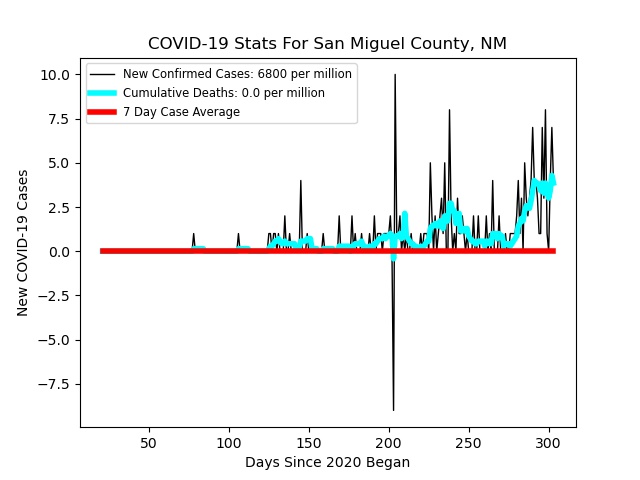 COVID-19 Stats For San Miguel County, NM
New Confirmed Cases: 6800 per million
Cumulative Deaths: 0.0 per million
7 Day Case Average
10.0
7.5
5.0
2.5
0.0
−2.5
−5.0
−7.5
New COVID-19 Cases
50 100 150 200 250 300
Days Since 2020 Began